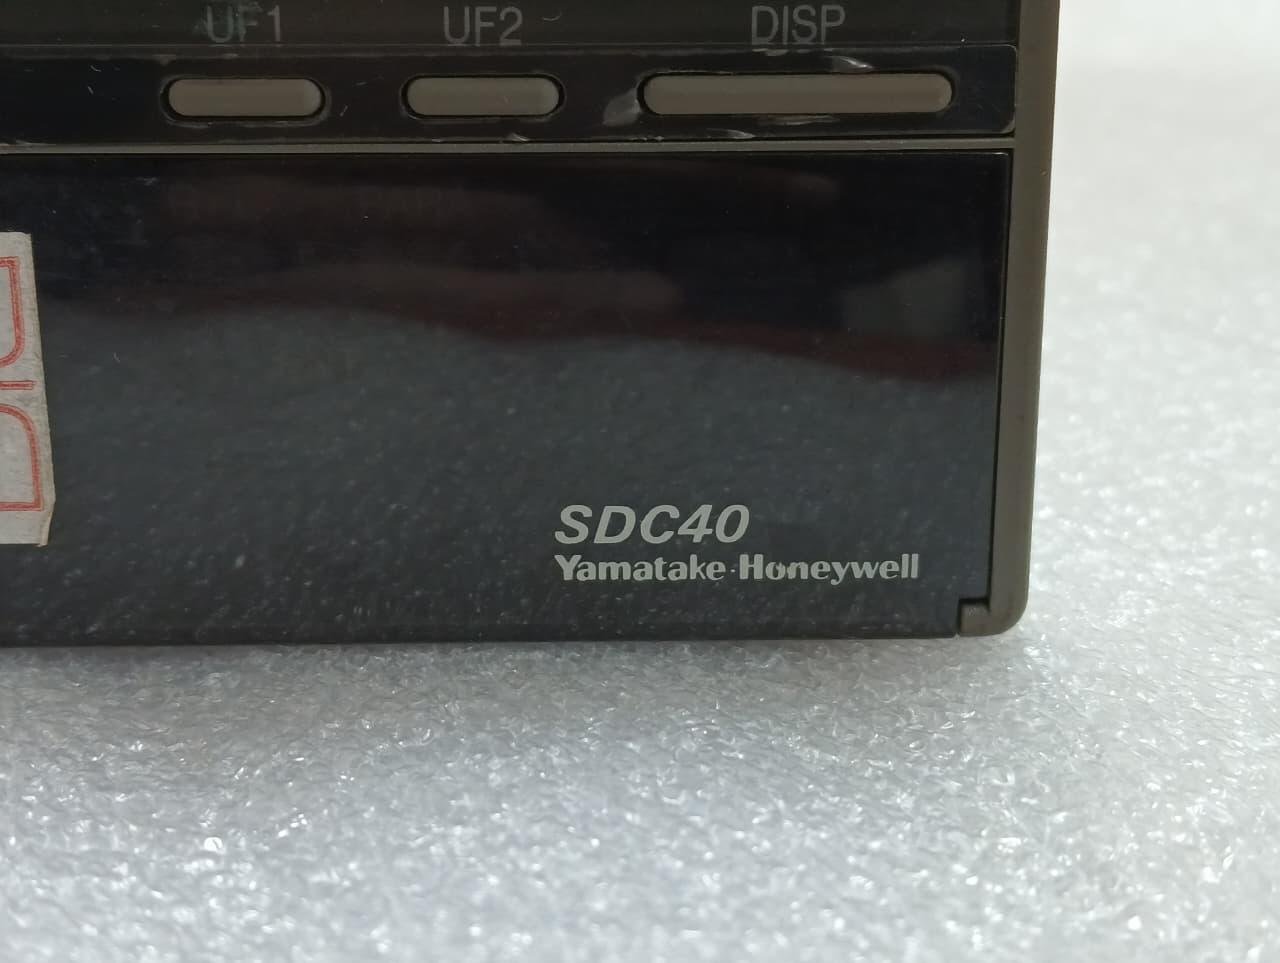 UF1 UF2 DISP
SDC40
Yamatake-Honeywell